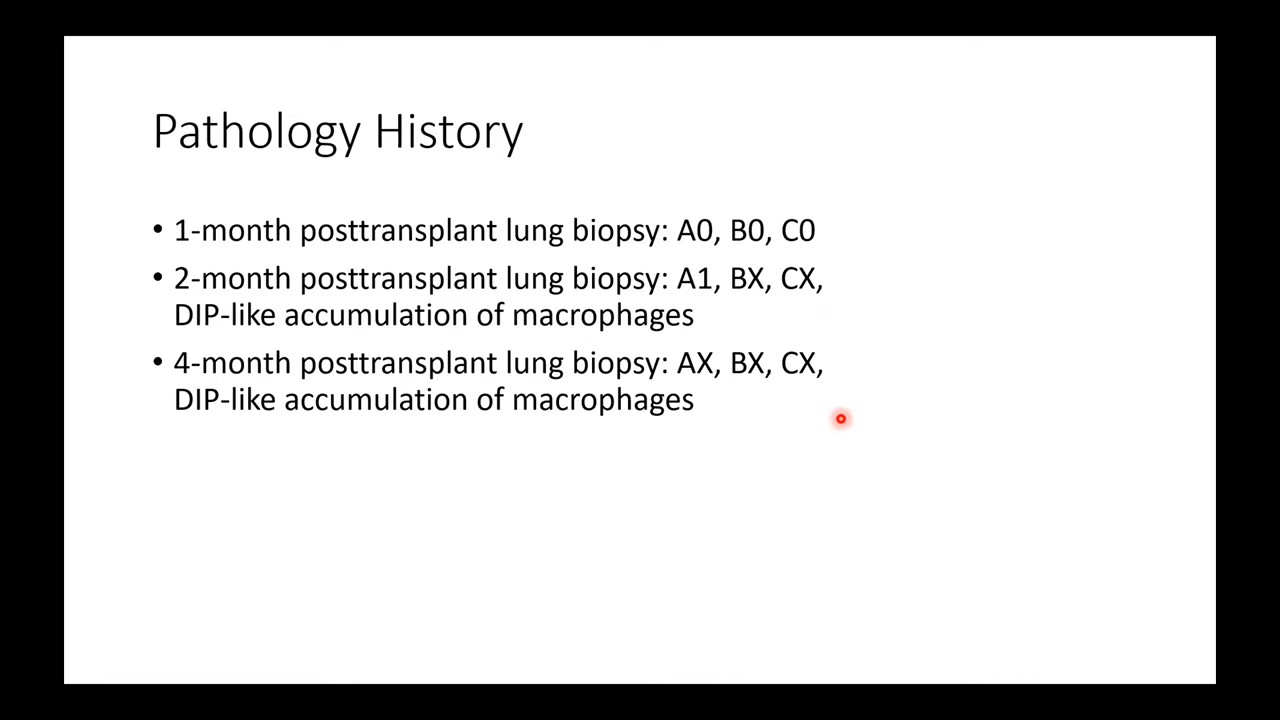 Pathology History
• 1-month posttransplant lung biopsy: A0, B0, C0
• 2-month posttransplant lung biopsy: A1, BX, CX,
DIP-like accumulation of macrophages
• 4-month posttransplant lung biopsy: AX, BX, CX,
DIP-like accumulation of macrophages